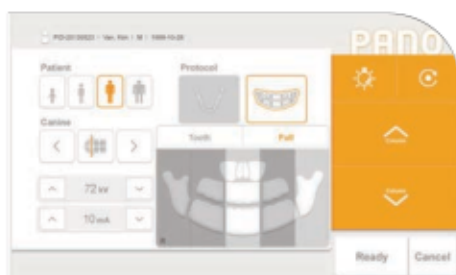 PANO
Patient
Protocol
Canine
Tooth
Full
72 kV
10 mA
Ready
Cancel